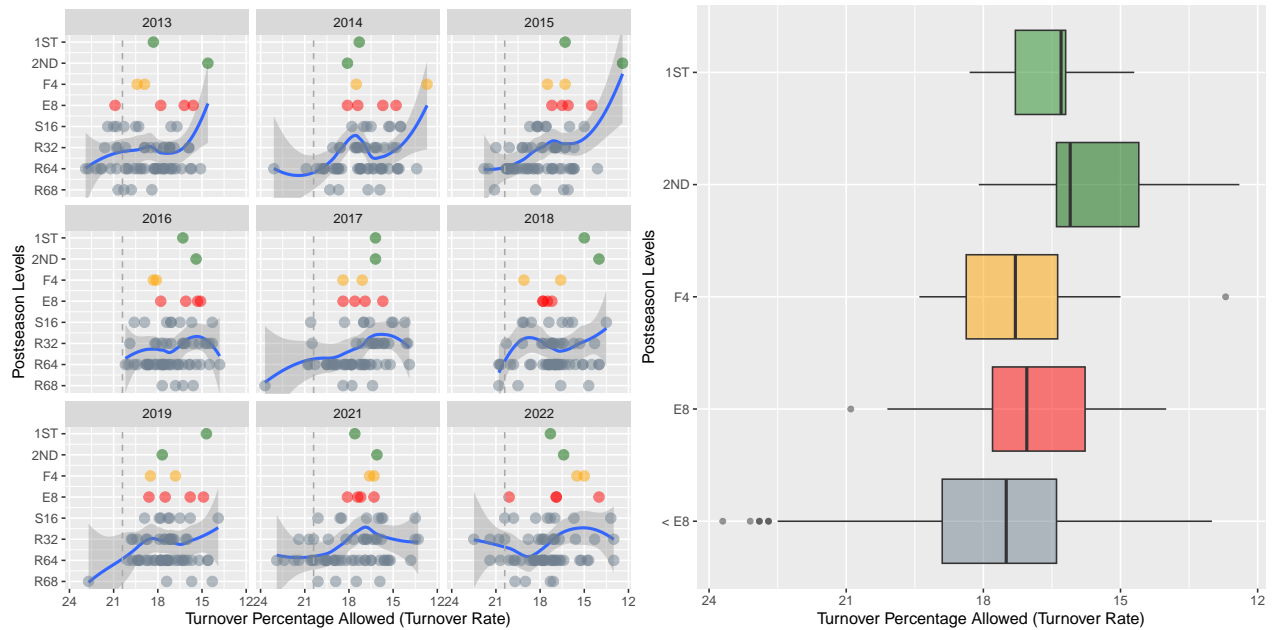 2013 2014 2015
1ST
2ND
F4
E8
S16
R32
R64
R68
2016 2017 2018
1ST
2ND
F4
E8
S16
R32
R64
R68
2019 2021 2022
1ST
2ND
F4
E8
S16
R32
R64
R68
24 21 18 15 12 24 21 18 15 12 24 21 18 15 12
Turnover Percentage Allowed (Turnover Rate)
Postseason Levels
1ST
2ND
F4
E8
< E8
24 21 18 15 12
Turnover Percentage Allowed (Turnover Rate)
Postseason Levels